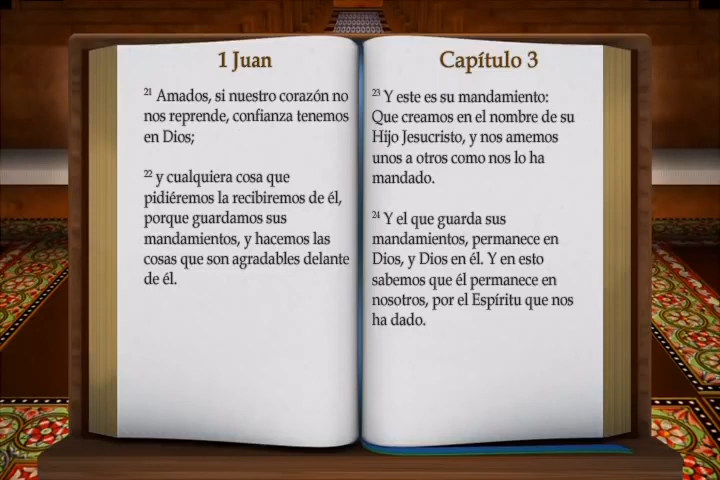 1 Juan
21 Amados, si nuestro corazón no
nos reprende, confianza tenemos
en Dios;
22 y cualquiera cosa que
pidiéremos la recibiremos de él,
porque guardamos sus
mandamientos, y hacemos las
cosas que son agradables delante
de él.
Capítulo 3
23 Y este es su mandamiento:
Que creamos en el nombre de su
Hijo Jesucristo, y nos amemos
unos a otros como nos lo ha
mandado.
24 Y el que guarda sus
mandamientos, permanece en
Dios, y Dios en él. Y en esto
sabemos que él permanece en
nosotros, por el Espíritu que nos
ha dado.